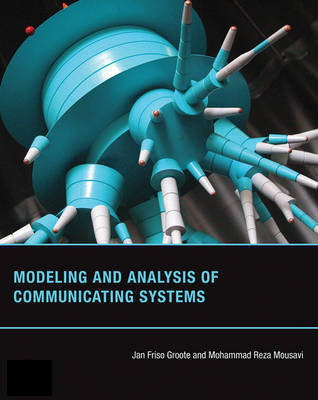 MODELING AND ANALYSIS OF
COMMUNICATING SYSTEMS
Jan Friso Groote and Mohammad Reza Mousavi